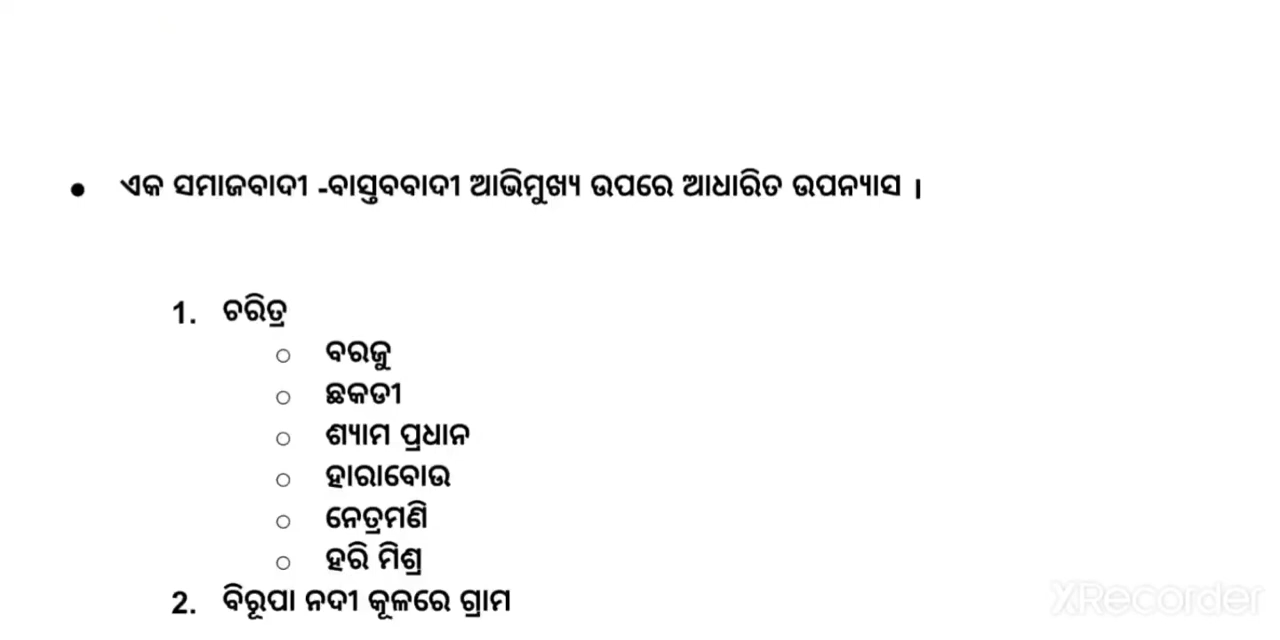 • ଏକ ସମାଜବାଦୀ -ବାସ୍ତବବାଦୀ ଆଭିମୁଖ୍ୟ ଉପରେ ଆଧାରିତ ଉପନ୍ୟାସ ।
1. ଚରିତ୍ର
○ ବରଜୁ
○ ଛକଡୀ
○ ଶ୍ୟାମ ପ୍ରଧାନ
○ ହାରାବୋଉ
○ ନେତ୍ରମଣି
○ ହରି ମିଶ୍ର
2. ବିରୂପା ନଦୀ କୂଳରେ ଗ୍ରାମ
XRecorder